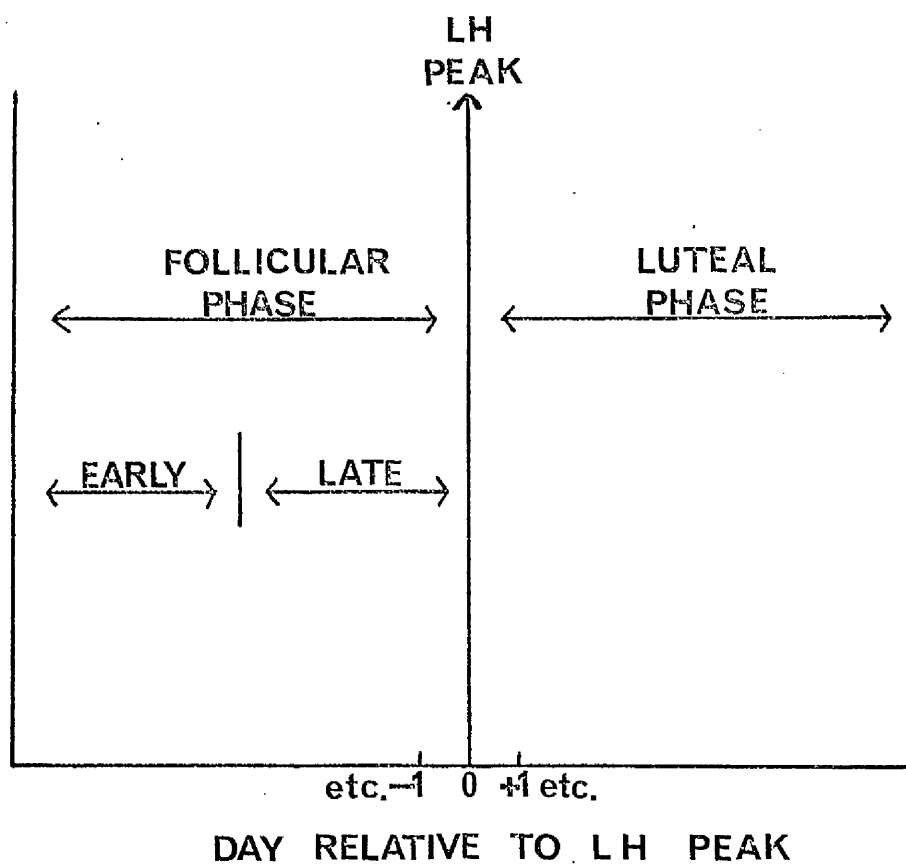 LH
PEAK
FOLLICULAR
PHASE
LUTEAL
PHASE
EARLY
LATE
etc. -1 0 +1 etc.
DAY RELATIVE TO LH PEAK